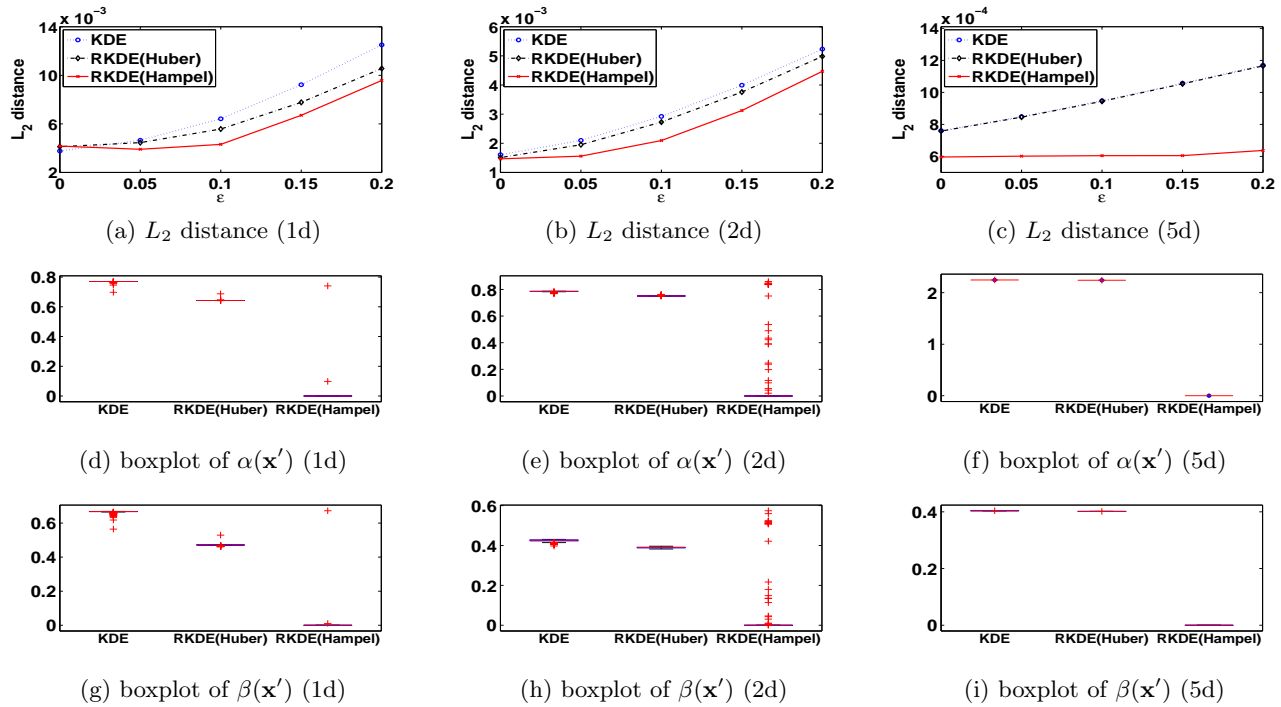 x 10⁻³
14
10
6
2
L₂ distance
KDE
RKDE(Huber)
RKDE(Hampel)
0 0.05 0.1 0.15 0.2
ε
(a) L₂ distance (1d)
x 10⁻³
6
5
4
3
2
1
L₂ distance
KDE
RKDE(Huber)
RKDE(Hampel)
0 0.05 0.1 0.15 0.2
ε
(b) L₂ distance (2d)
x 10⁻⁴
14
12
10
8
6
L₂ distance
KDE
RKDE(Huber)
RKDE(Hampel)
0 0.05 0.1 0.15 0.2
ε
(c) L₂ distance (5d)
0.8
0.6
0.4
0.2
0
KDE RKDE(Huber) RKDE(Hampel)
(d) boxplot of α(x′) (1d)
0.8
0.6
0.4
0.2
0
KDE RKDE(Huber) RKDE(Hampel)
(e) boxplot of α(x′) (2d)
2
1
0
KDE RKDE(Huber) RKDE(Hampel)
(f) boxplot of α(x′) (5d)
0.6
0.4
0.2
0
KDE RKDE(Huber) RKDE(Hampel)
(g) boxplot of β(x′) (1d)
0.6
0.4
0.2
0
KDE RKDE(Huber) RKDE(Hampel)
(h) boxplot of β(x′) (2d)
0.4
0.2
0
KDE RKDE(Huber) RKDE(Hampel)
(i) boxplot of β(x′) (5d)